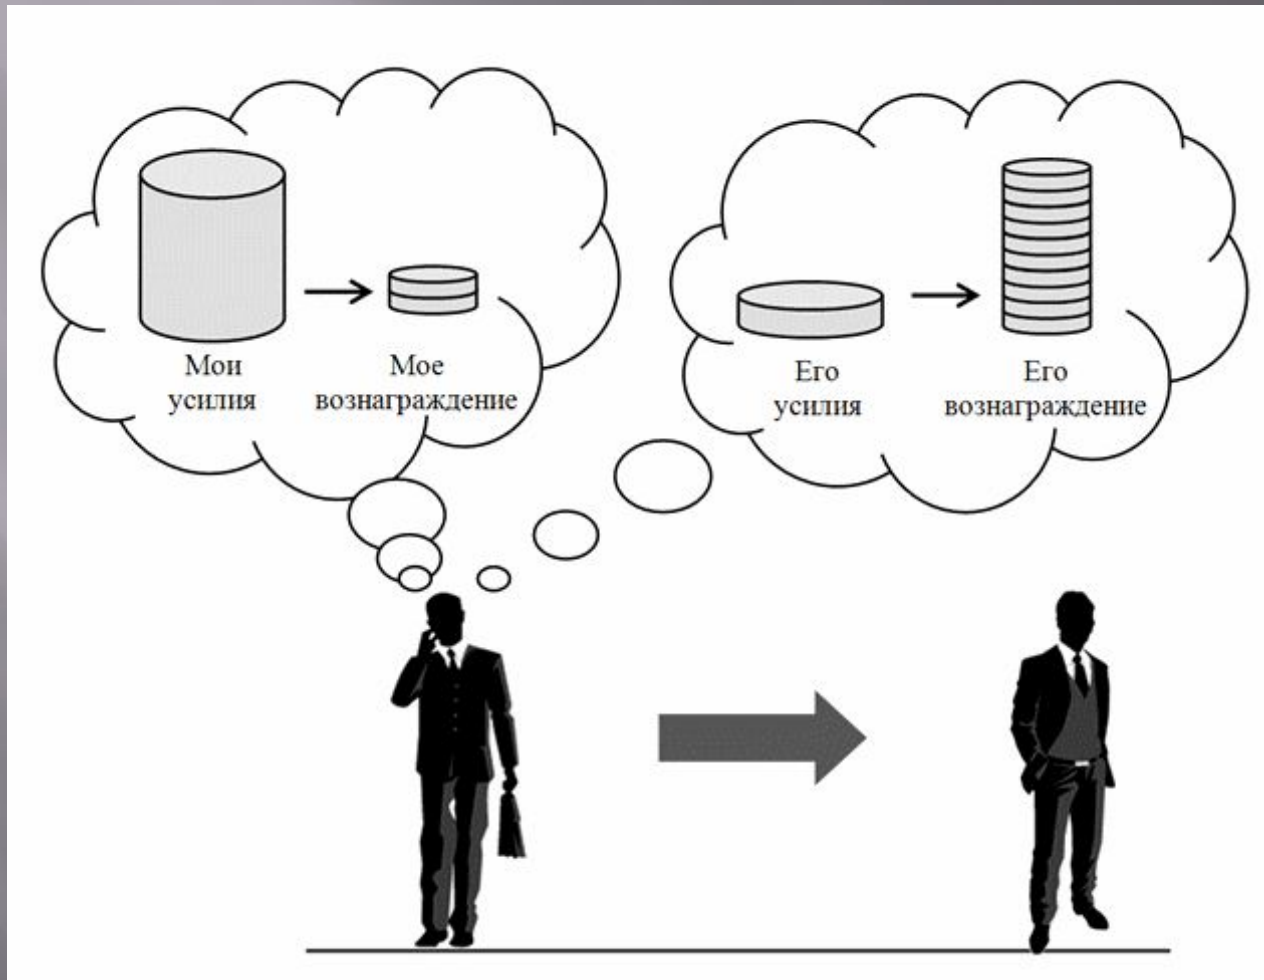 Мои
усилия
Мое
вознаграждение
Его
усилия
Его
вознаграждение